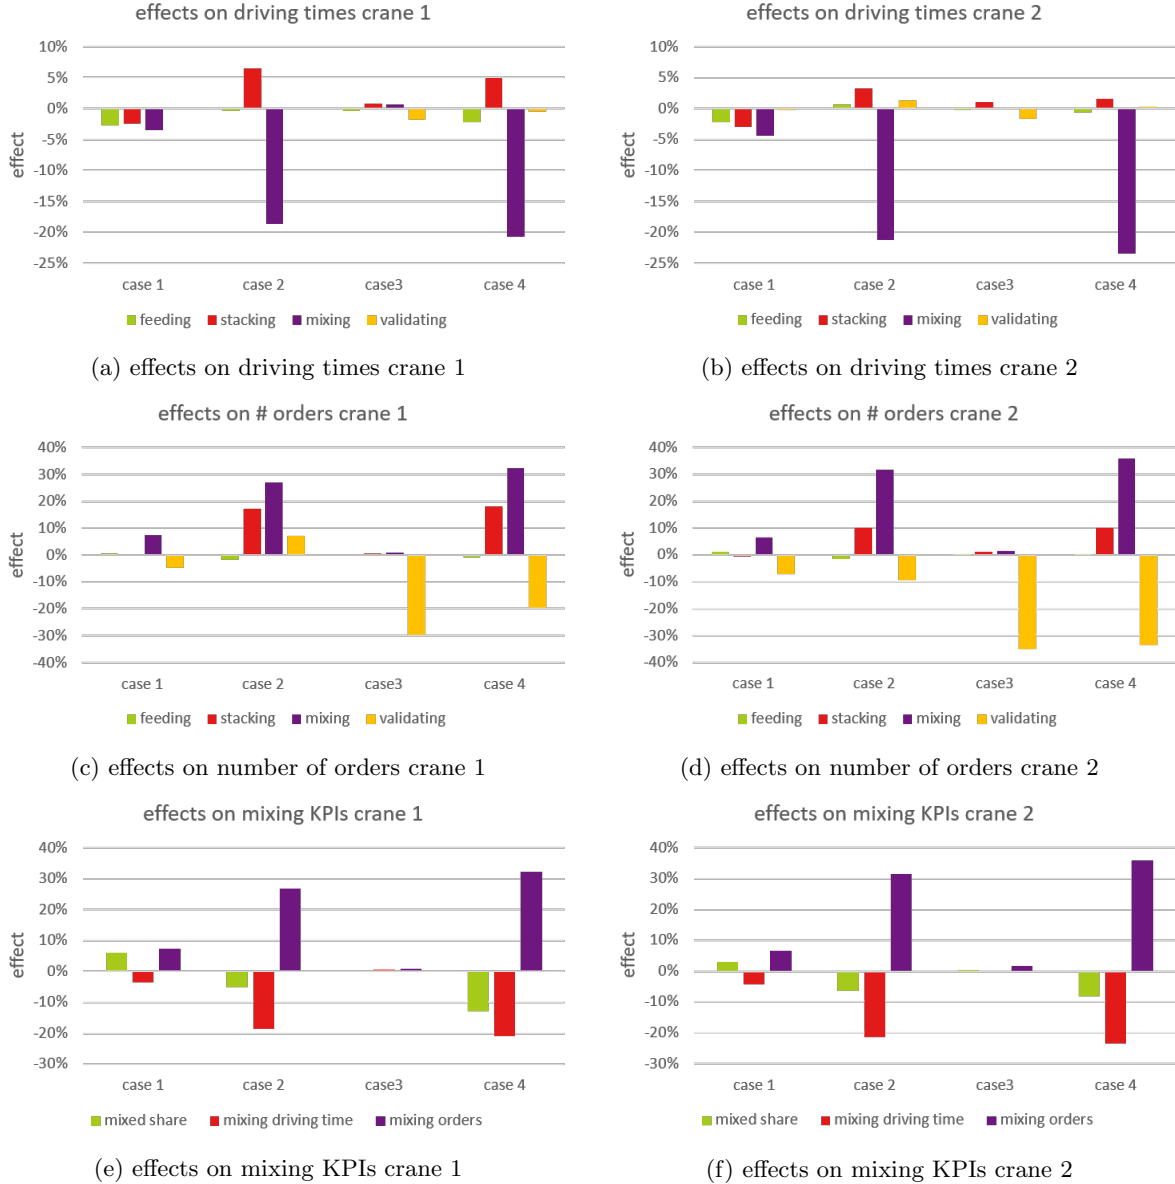 effects on driving times crane 1
10%
5%
0%
-5%
-10%
-15%
-20%
-25%
effect
case 1 case 2 case3 case 4
feeding stacking mixing validating
(a) effects on driving times crane 1
effects on driving times crane 2
10%
5%
0%
-5%
-10%
-15%
-20%
-25%
effect
case 1 case 2 case3 case 4
feeding stacking mixing validating
(b) effects on driving times crane 2
effects on # orders crane 1
40%
30%
20%
10%
0%
-10%
-20%
-30%
-40%
effect
case 1 case 2 case3 case 4
feeding stacking mixing validating
(c) effects on number of orders crane 1
effects on # orders crane 2
40%
30%
20%
10%
0%
-10%
-20%
-30%
-40%
effect
case 1 case 2 case3 case 4
feeding stacking mixing validating
(d) effects on number of orders crane 2
effects on mixing KPIs crane 1
40%
30%
20%
10%
0%
-10%
-20%
-30%
effect
case 1 case 2 case3 case 4
mixed share mixing driving time mixing orders
(e) effects on mixing KPIs crane 1
effects on mixing KPIs crane 2
40%
30%
20%
10%
0%
-10%
-20%
-30%
effect
case 1 case 2 case3 case 4
mixed share mixing driving time mixing orders
(f) effects on mixing KPIs crane 2